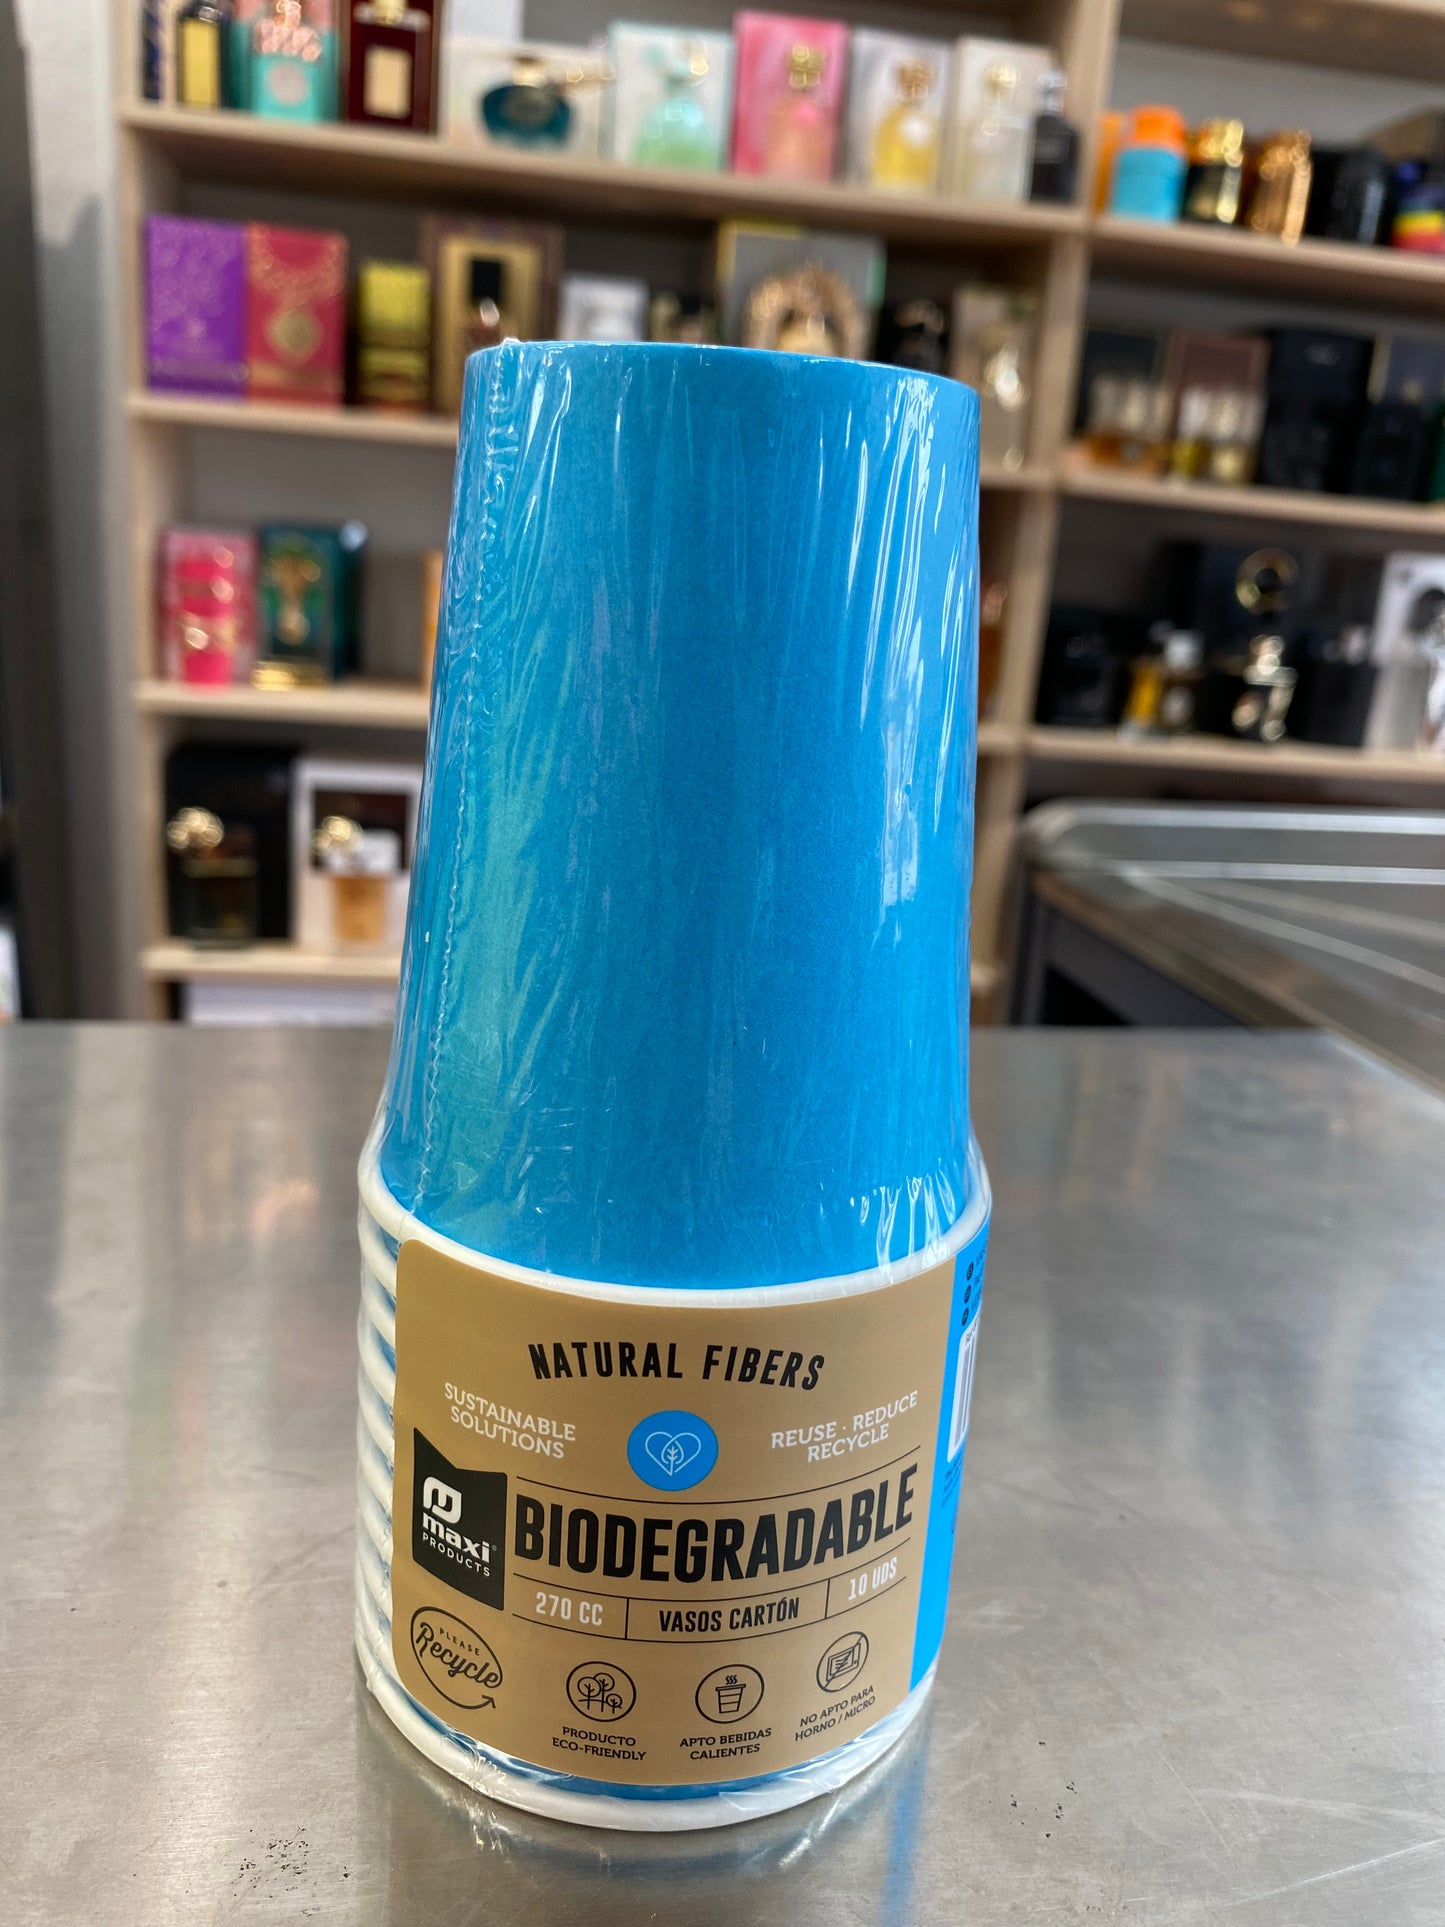 NATURAL FIBERS
SUSTAINABLE
SOLUTIONS
REUSE · REDUCE
RECYCLE
maxi®
PRODUCTS
BIODEGRADABLE
270 CC
VASOS CARTÓN
10 UDS
PLEASE
Recycle
PRODUCTO
ECO-FRIENDLY
APTO BEBIDAS
CALIENTES
NO APTO PARA
HORNO / MICRO